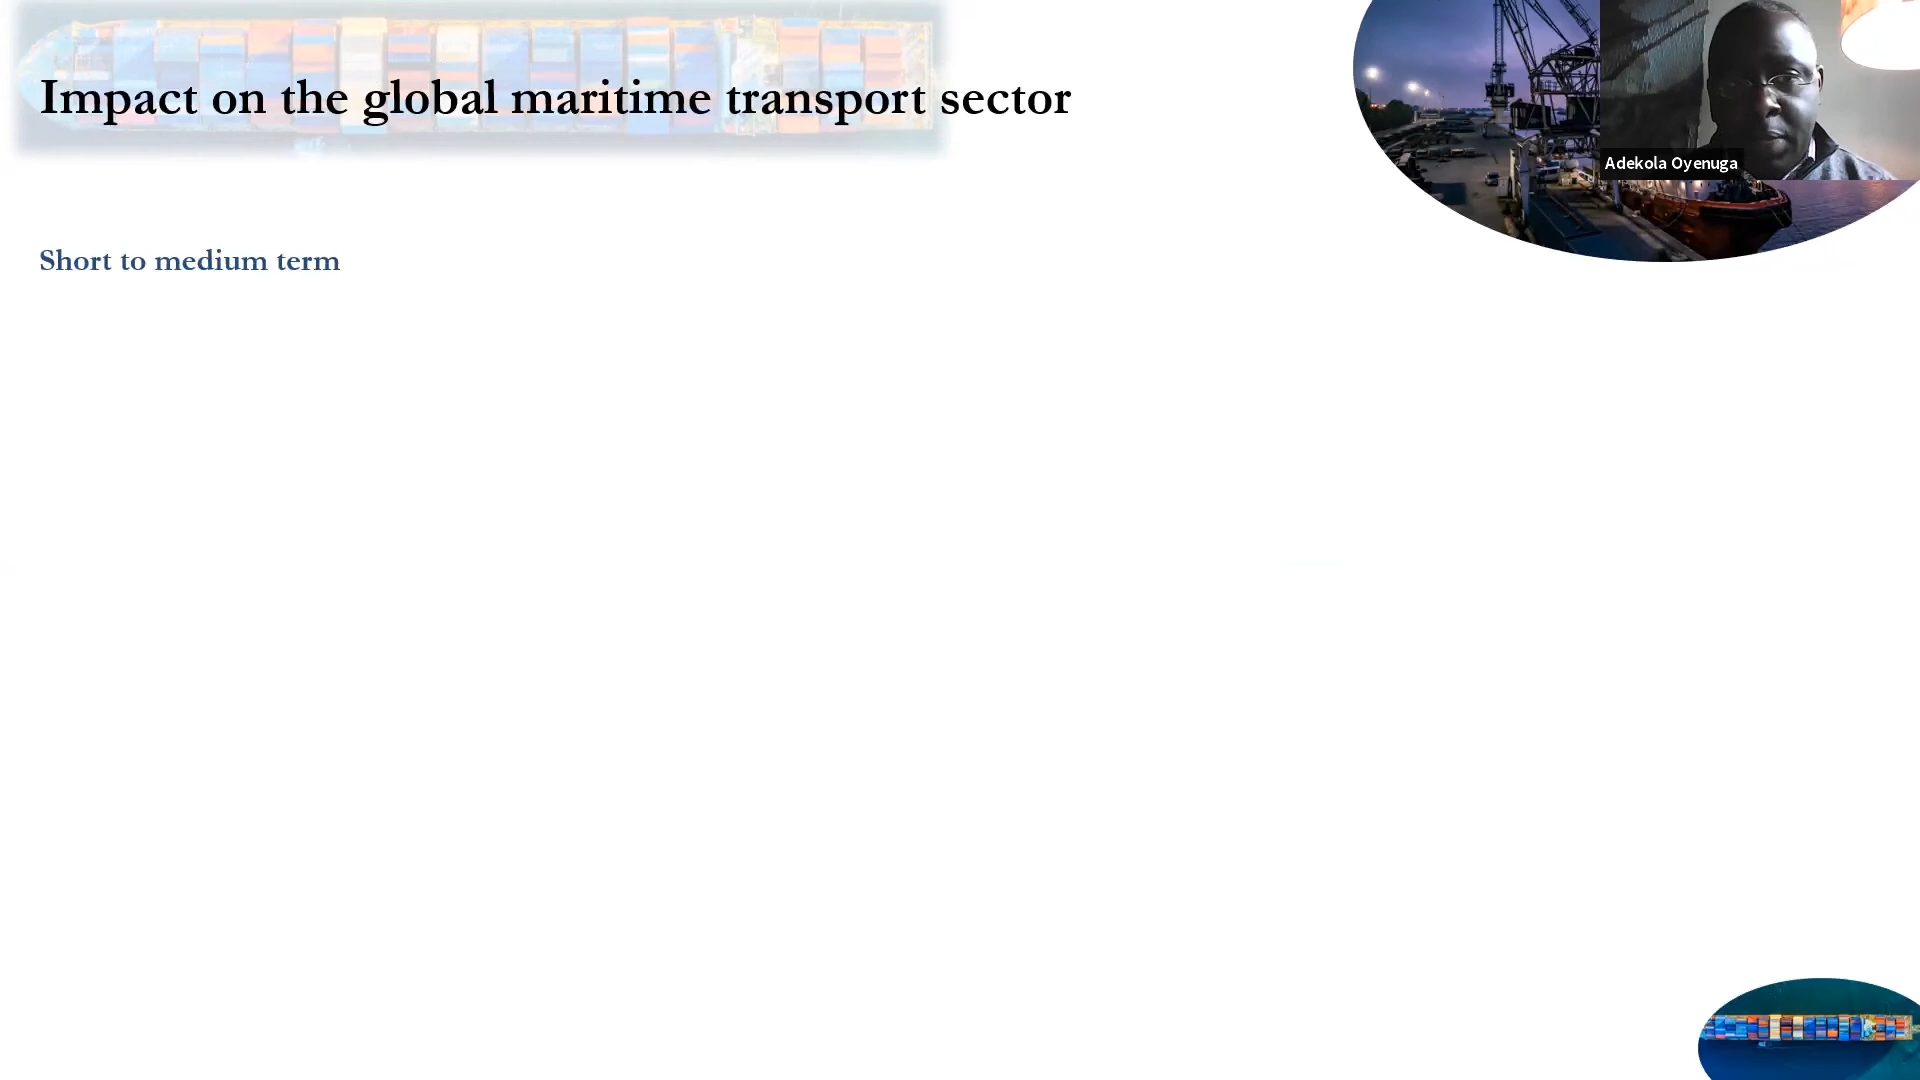 Impact on the global maritime transport sector
Adekola Oyenuga
Short to medium term